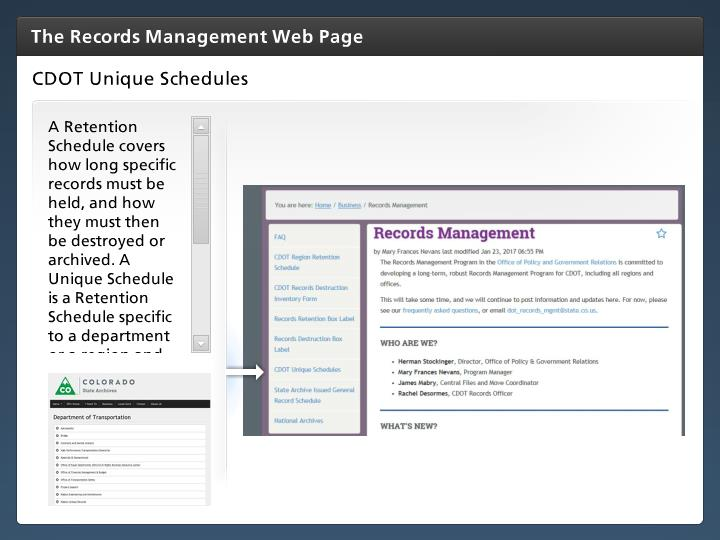 The Records Management Web Page
CDOT Unique Schedules
A Retention
Schedule covers
how long specific
records must be
held, and how
they must then
be destroyed or
archived. A
Unique Schedule
is a Retention
Schedule specific
to a department
or a region and
COLORADO
State Archives
CO
Department of Transportation
You are here: Home / Business / Records Management
FAQ
CDOT Region Retention
Schedule
CDOT Records Destruction
Inventory Form
Records Retention Box Label
Records Destruction Box
Label
CDOT Unique Schedules
State Archive Issued General
Record Schedule
National Archives
Records Management
by Mary Frances Nevans last modified Jan 23, 2017 06:55 PM
The Records Management Program in the Office of Policy and Government Relations is committed to
developing a long-term, robust Records Management Program for CDOT, including all regions and
offices.
This will take some time, and we will continue to post information and updates here. For now, please
see our frequently asked questions, or email dot_records_mgmt@state.co.us.
WHO ARE WE?
Herman Stockinger, Director, Office of Policy & Government Relations
Mary Frances Nevans, Program Manager
James Mabry, Central Files and Move Coordinator
Rachel Desormes, CDOT Records Officer
WHAT'S NEW?